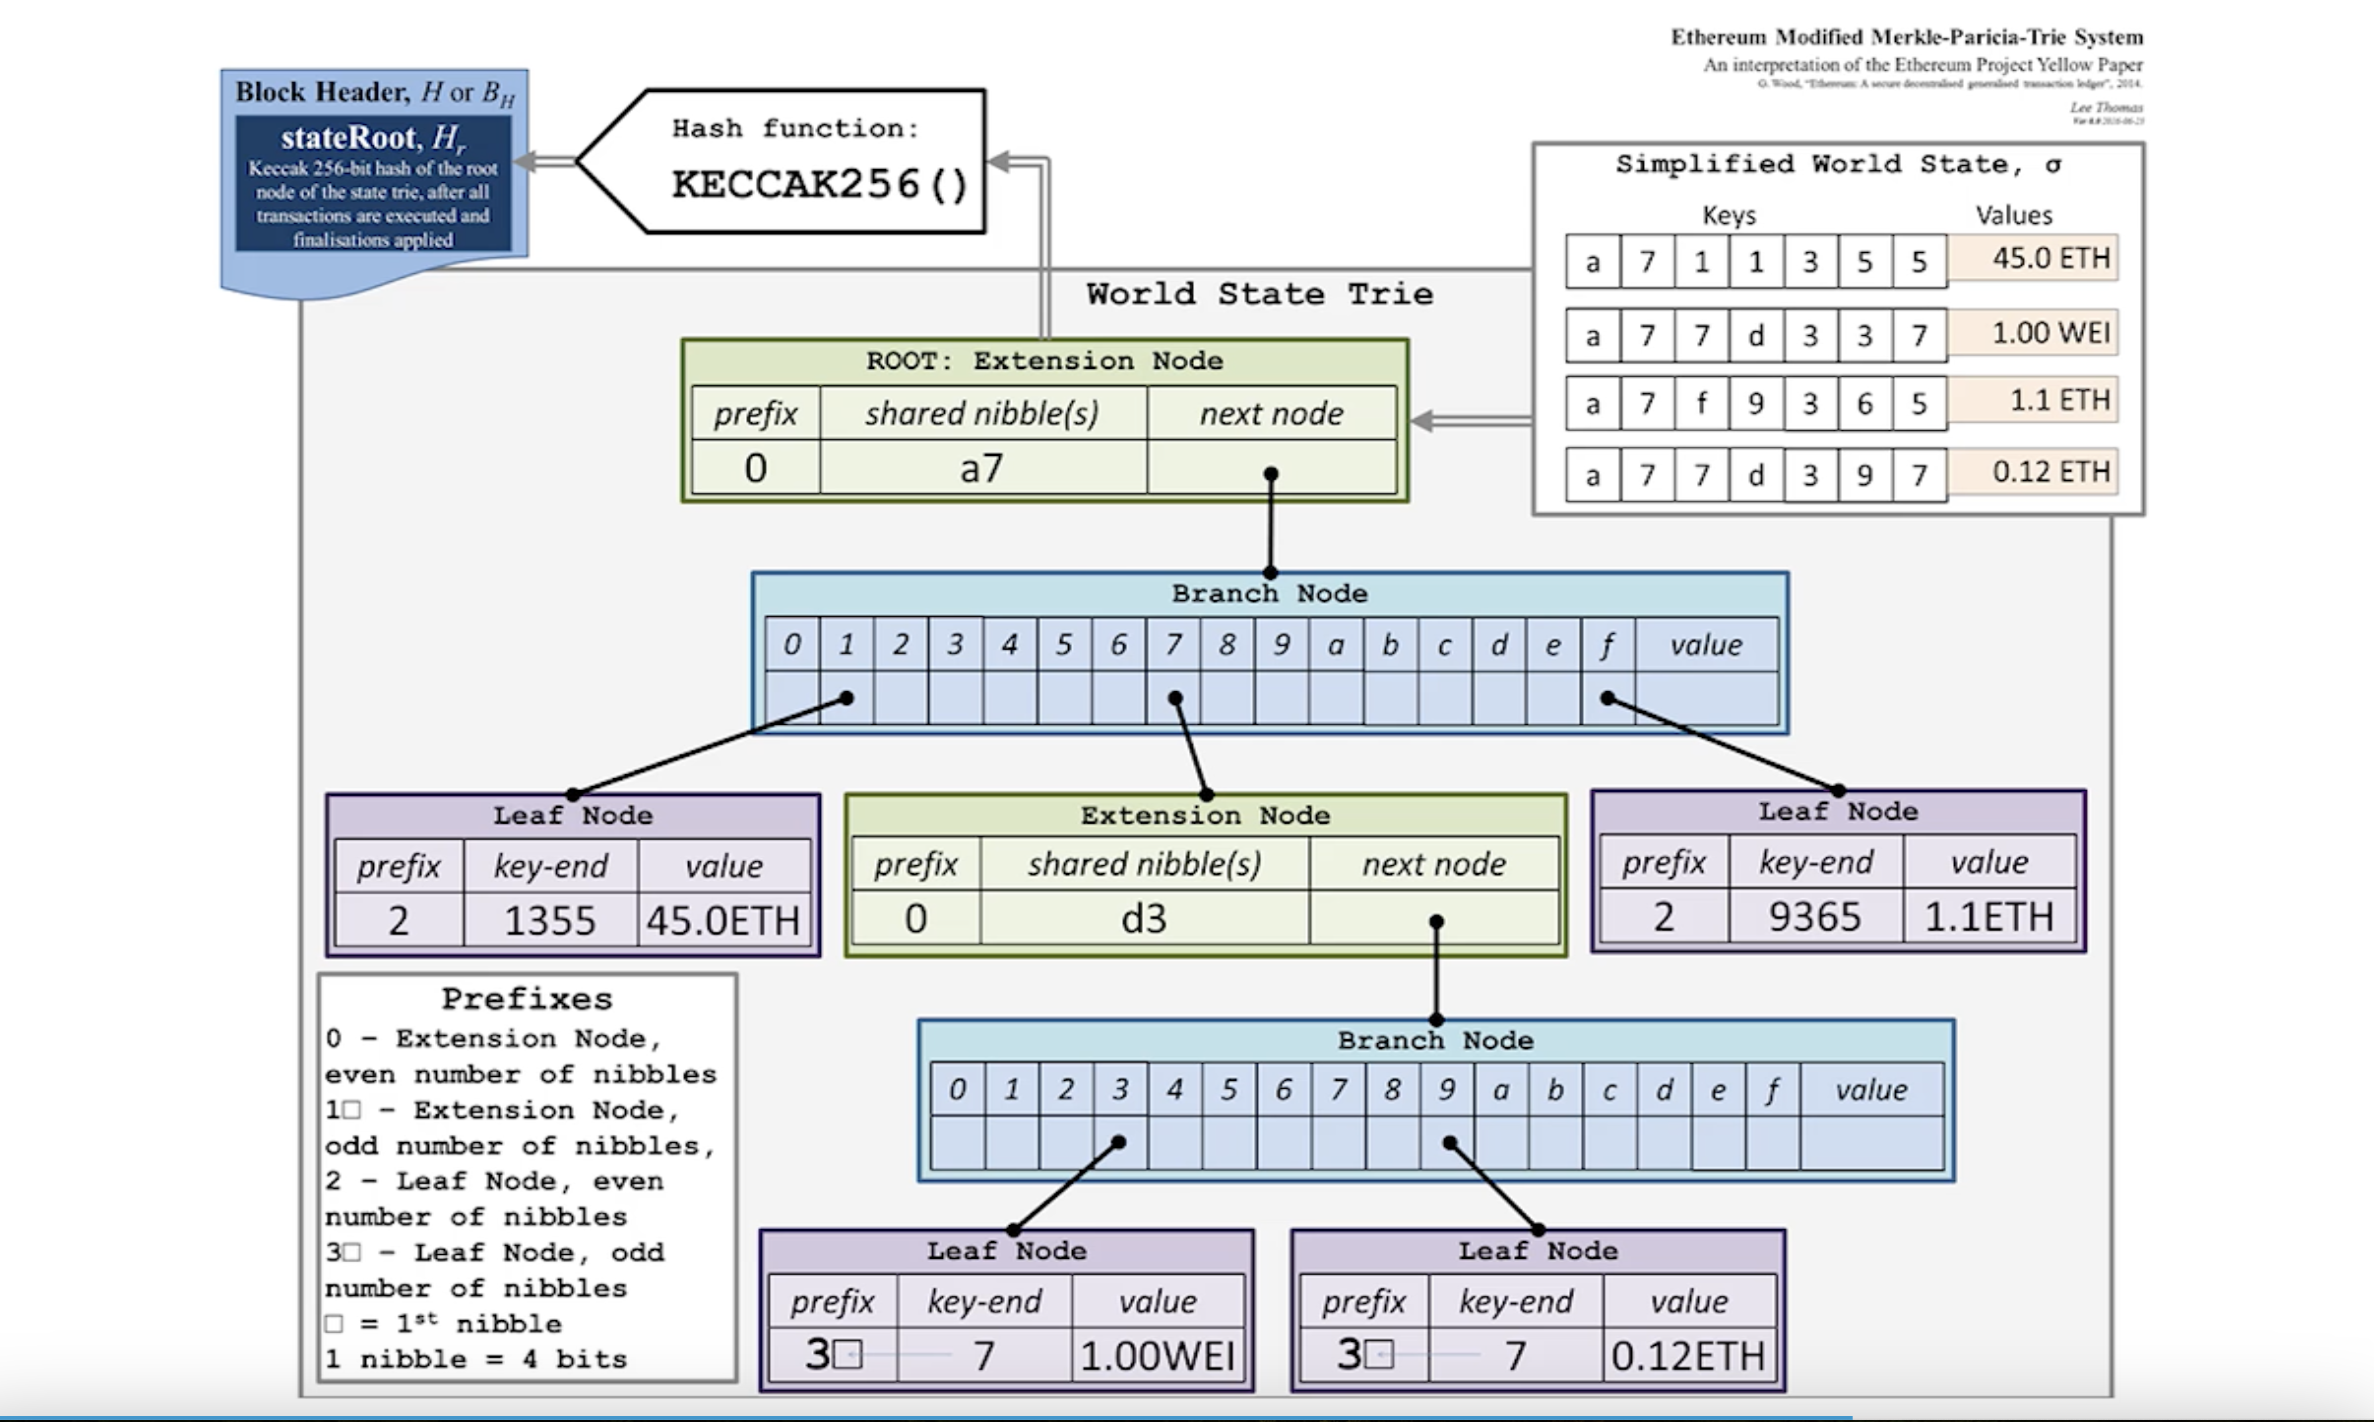 Ethereum Modified Merkle-Paricia-Trie System
An interpretation of the Ethereum Project Yellow Paper
G. Wood, "Ethereum: A secure decentralised generalised transaction ledger", 2014.
Lee Thomas
Block Header, H or B_H
stateRoot, H_r
Keccak 256-bit hash of the root
node of the state trie, after all
transactions are executed and
finalisations applied
Hash function:
KECCAK256()
Simplified World State, σ
Keys Values
a 7 1 1 3 5 5 45.0 ETH
a 7 7 d 3 3 7 1.00 WEI
a 7 f 9 3 6 5 1.1 ETH
a 7 7 d 3 9 7 0.12 ETH
World State Trie
ROOT: Extension Node
prefix shared nibble(s) next node
0 a7
Branch Node
0 1 2 3 4 5 6 7 8 9 a b c d e f value
Leaf Node
prefix key-end value
2 1355 45.0ETH
Extension Node
prefix shared nibble(s) next node
0 d3
Leaf Node
prefix key-end value
2 9365 1.1ETH
Prefixes
0 – Extension Node,
even number of nibbles
1□ – Extension Node,
odd number of nibbles,
2 – Leaf Node, even
number of nibbles
3□ – Leaf Node, odd
number of nibbles
□ = 1st nibble
1 nibble = 4 bits
Branch Node
0 1 2 3 4 5 6 7 8 9 a b c d e f value
Leaf Node
prefix key-end value
3□ 7 1.00WEI
Leaf Node
prefix key-end value
3□ 7 0.12ETH